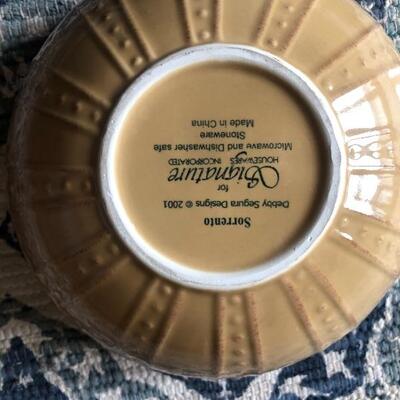 Sorrento
Debby Segura Designs © 2001
for
Signature
HOUSEWARES INCORPORATED
Microwave and Dishwasher safe
Stoneware
Made in China